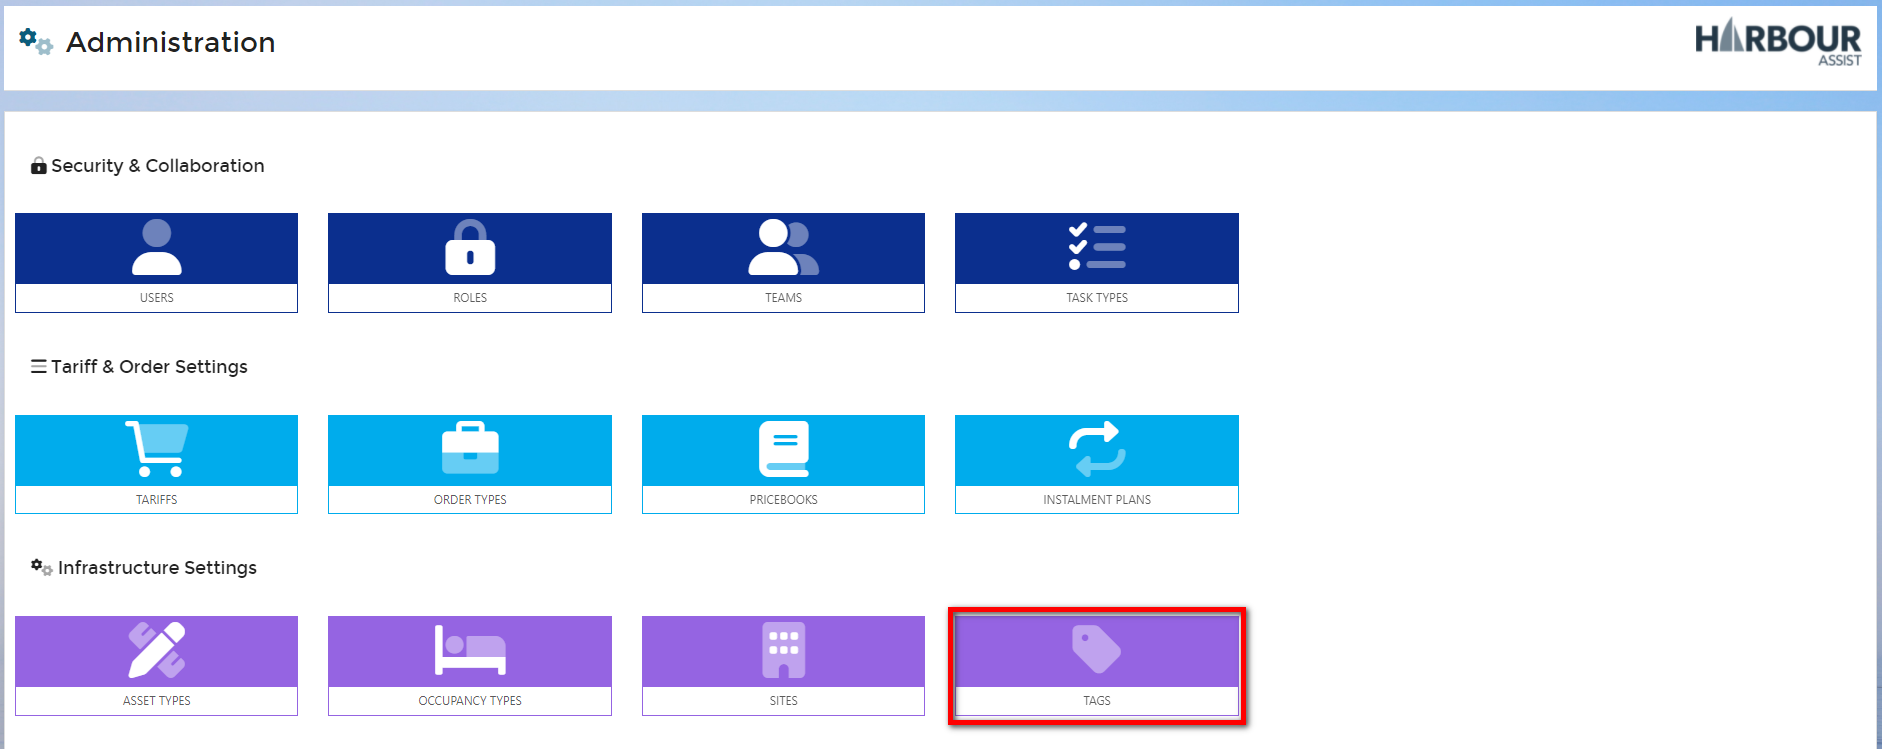 Administration
HARBOUR
ASSIST
Security & Collaboration
USERS
ROLES
TEAMS
TASK TYPES
Tariff & Order Settings
TARIFFS
ORDER TYPES
PRICEBOOKS
INSTALMENT PLANS
Infrastructure Settings
ASSET TYPES
OCCUPANCY TYPES
SITES
TAGS